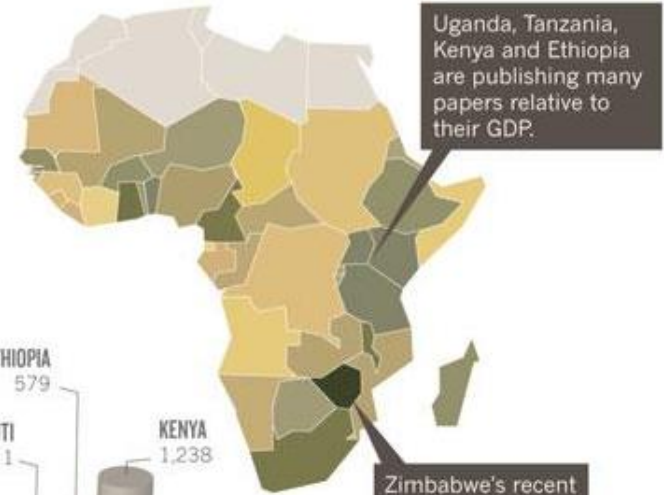 Uganda, Tanzania,
Kenya and Ethiopia
are publishing many
papers relative to
their GDP.
HIOPIA
579
TI
1
KENYA
1,238
Zimbabwe's recent